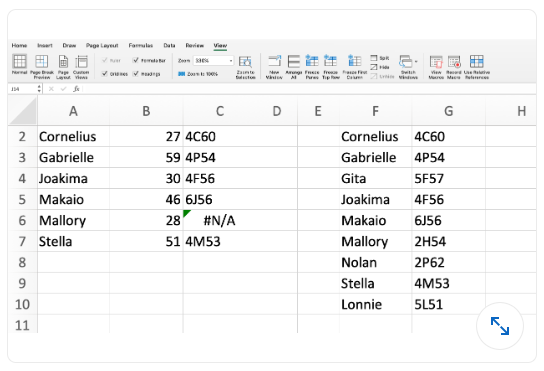 Home Insert Draw Page Layout Formulas Data Review View
Ruler Formula Bar Zoom 330% Split
Gridlines Headings Zoom to 100% Hide
Normal Page Break Preview Page Layout Custom Views Zoom to Selection New Window Arrange All Freeze Panes Freeze Top Row Freeze First Column Unhide Switch Windows View Macros Record Macro Use Relative References
J14 fx
A B C D E F G H
2 Cornelius 27 4C60 Cornelius 4C60
3 Gabrielle 59 4P54 Gabrielle 4P54
4 Joakima 30 4F56 Gita 5F57
5 Makaio 46 6J56 Joakima 4F56
6 Mallory 28 #N/A Makaio 6J56
7 Stella 51 4M53 Mallory 2H54
8 Nolan 2P62
9 Stella 4M53
10 Lonnie 5L51
11